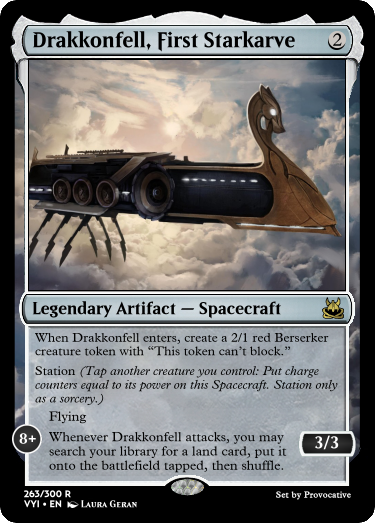 Drakkonfell, First Starkarve 2
Legendary Artifact — Spacecraft
When Drakkonfell enters, create a 2/1 red Berserker
creature token with “This token can’t block.”
Station (Tap another creature you control: Put charge
counters equal to its power on this Spacecraft. Station only
as a sorcery.)
Flying
8+
Whenever Drakkonfell attacks, you may
search your library for a land card, put it
onto the battlefield tapped, then shuffle.
3/3
263/300 R
VYI • EN Laura Geran
Set by Provocative